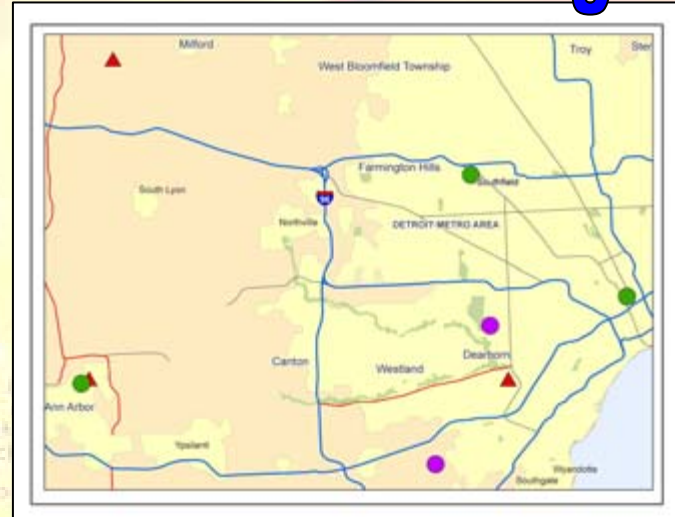 Milford
Troy
Ster
West Bloomfield Township
Farmington Hills
Southfield
South Lyon
96
Northville
DETROIT METRO AREA
Canton
Westland
Dearborn
Ann Arbor
Ypsilanti
Wyandotte
Southgate